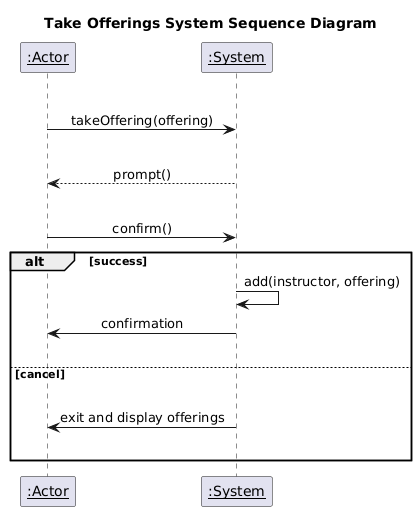 Take Offerings System Sequence Diagram
:Actor :System
takeOffering(offering)
prompt()
confirm()
alt [success]
add(instructor, offering)
confirmation
[cancel]
exit and display offerings
:Actor :System